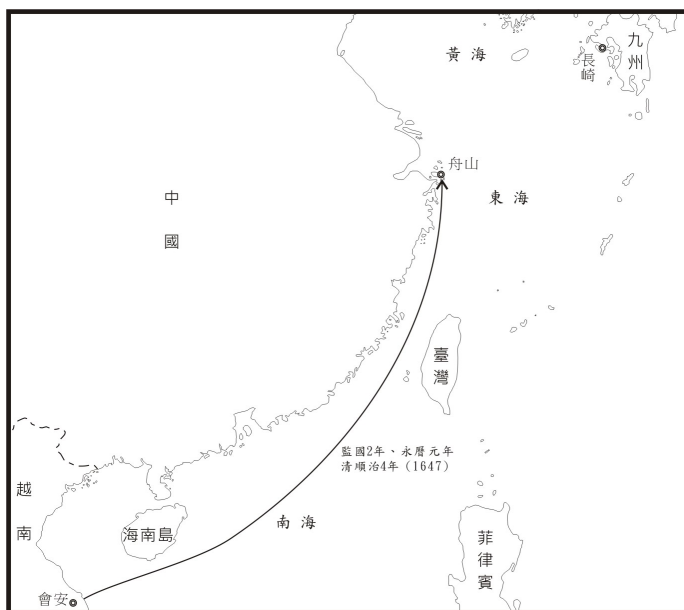 黃海
九州
長崎
舟山
中國
東海
臺灣
監國2年、永曆元年
清順治4年(1647)
越南
海南島
南海
菲律賓
會安